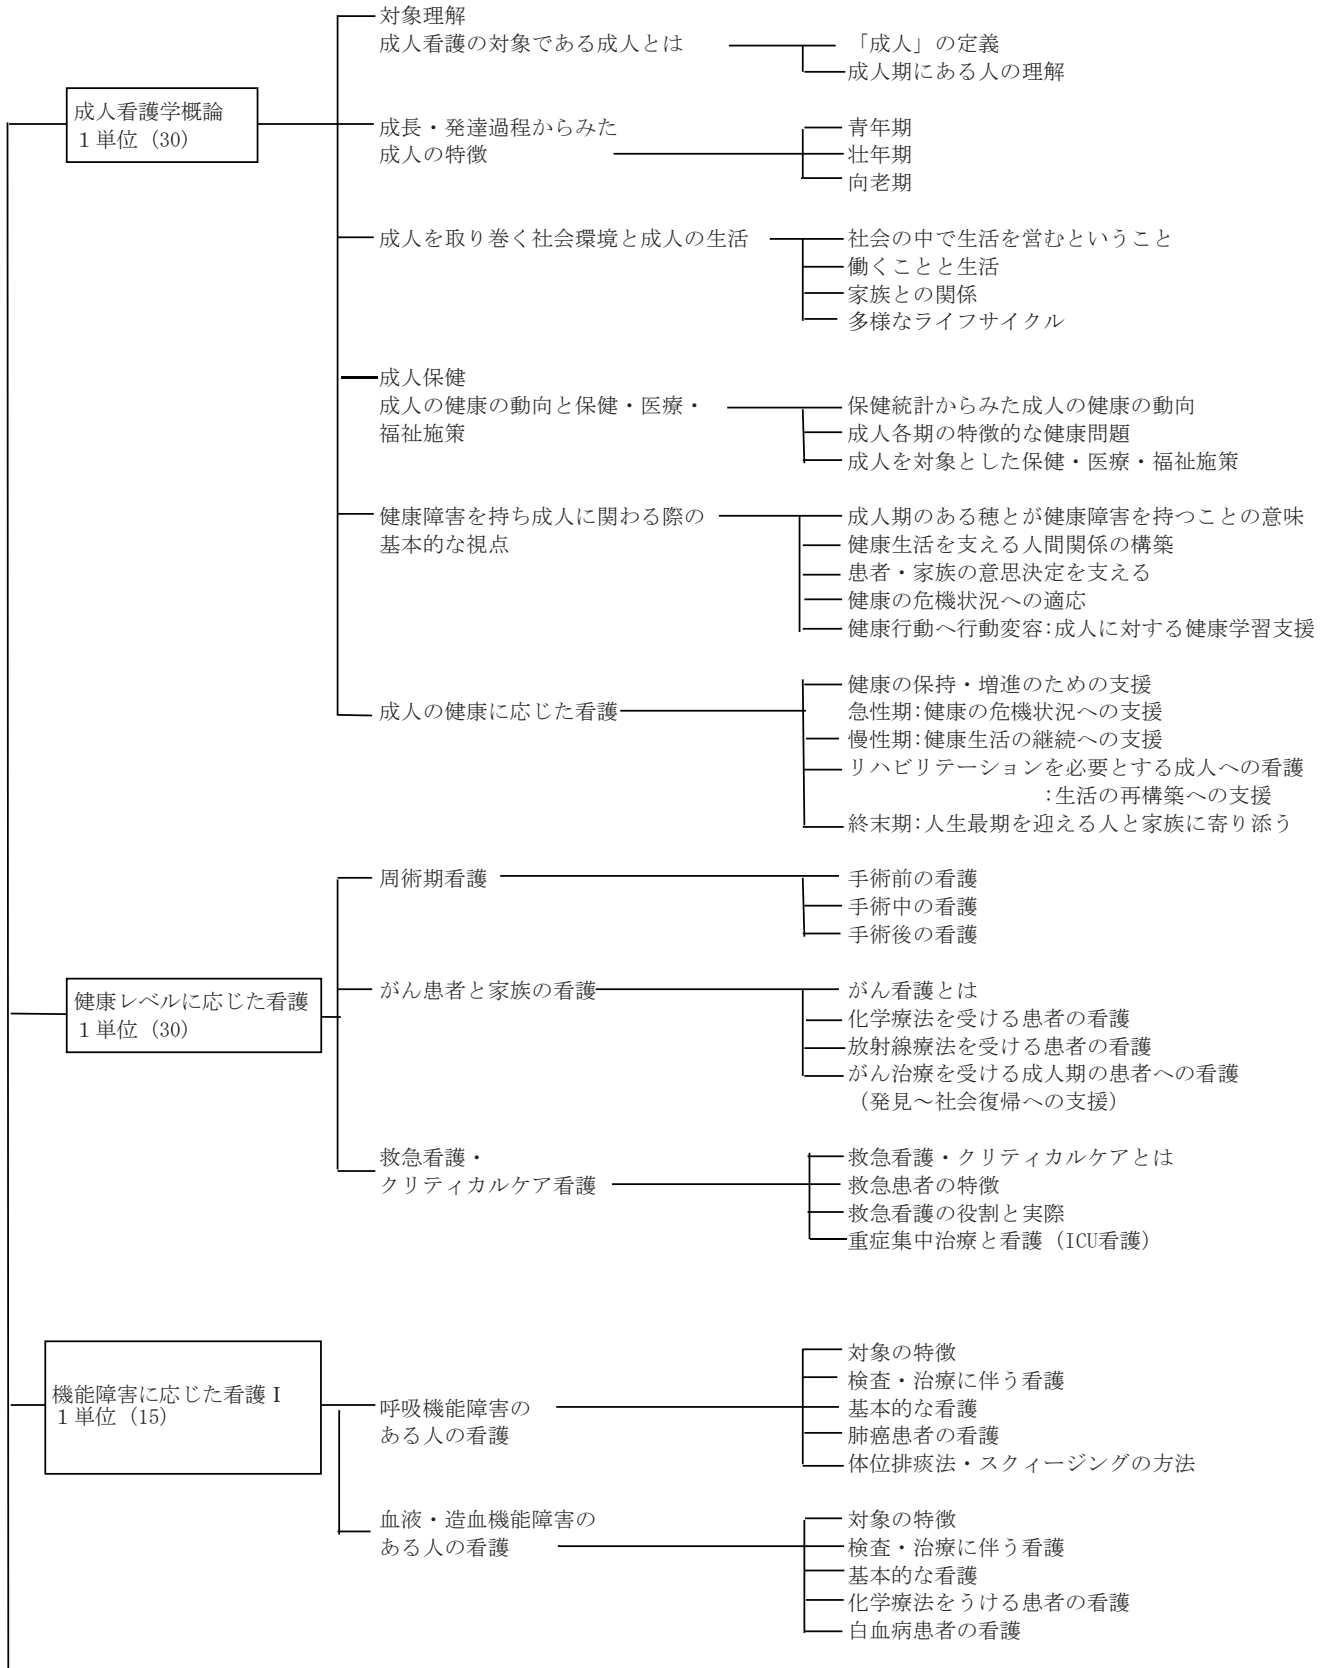 対象理解
成人看護の対象である成人とは
「成人」の定義
成人期にある人の理解
成人看護学概論
１単位（30）
成長・発達過程からみた
成人の特徴
青年期
壮年期
向老期
成人を取り巻く社会環境と成人の生活
社会の中で生活を営むということ
働くことと生活
家族との関係
多様なライフサイクル
成人保健
成人の健康の動向と保健・医療・
福祉施策
保健統計からみた成人の健康の動向
成人各期の特徴的な健康問題
成人を対象とした保健・医療・福祉施策
健康障害を持ち成人に関わる際の
基本的な視点
成人期のある穂とが健康障害を持つことの意味
健康生活を支える人間関係の構築
患者・家族の意思決定を支える
健康の危機状況への適応
健康行動へ行動変容:成人に対する健康学習支援
成人の健康に応じた看護
健康の保持・増進のための支援
急性期:健康の危機状況への支援
慢性期:健康生活の継続への支援
リハビリテーションを必要とする成人への看護
:生活の再構築への支援
終末期:人生最期を迎える人と家族に寄り添う
健康レベルに応じた看護
１単位（30）
周術期看護
手術前の看護
手術中の看護
手術後の看護
がん患者と家族の看護
がん看護とは
化学療法を受ける患者の看護
放射線療法を受ける患者の看護
がん治療を受ける成人期の患者への看護
（発見～社会復帰への支援）
救急看護・
クリティカルケア看護
救急看護・クリティカルケアとは
救急患者の特徴
救急看護の役割と実際
重症集中治療と看護（ICU看護）
機能障害に応じた看護Ⅰ
１単位（15）
呼吸機能障害の
ある人の看護
対象の特徴
検査・治療に伴う看護
基本的な看護
肺癌患者の看護
体位排痰法・スクィージングの方法
血液・造血機能障害の
ある人の看護
対象の特徴
検査・治療に伴う看護
基本的な看護
化学療法をうける患者の看護
白血病患者の看護